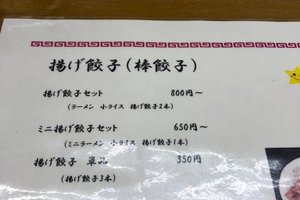 揚げ餃子(棒餃子)
揚げ餃子セット 800円〜
(ラーメン 小ライス 揚げ餃子2本)
ミニ揚げ餃子セット 650円〜
(ミニラーメン 小ライス 揚げ餃子1本)
揚げ餃子 単品 350円
(揚げ餃子3本)